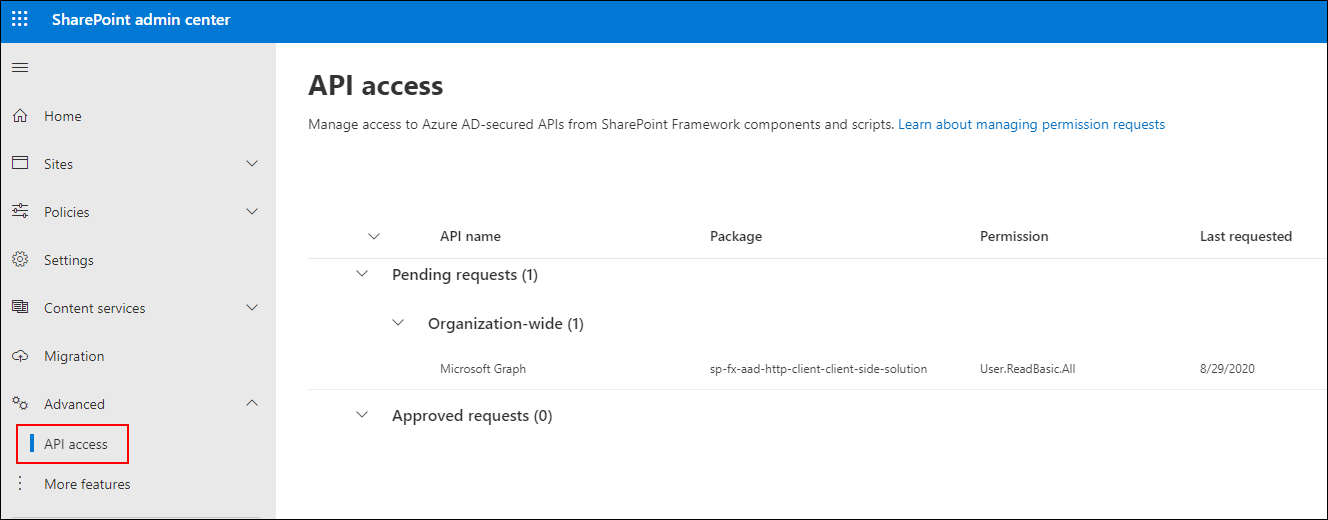 SharePoint admin center
Home
Sites
Policies
Settings
Content services
Migration
Advanced
API access
More features
API access
Manage access to Azure AD-secured APIs from SharePoint Framework components and scripts. Learn about managing permission requests
API name Package Permission Last requested
Pending requests (1)
Organization-wide (1)
Microsoft Graph sp-fx-aad-http-client-client-side-solution User.ReadBasic.All 8/29/2020
Approved requests (0)